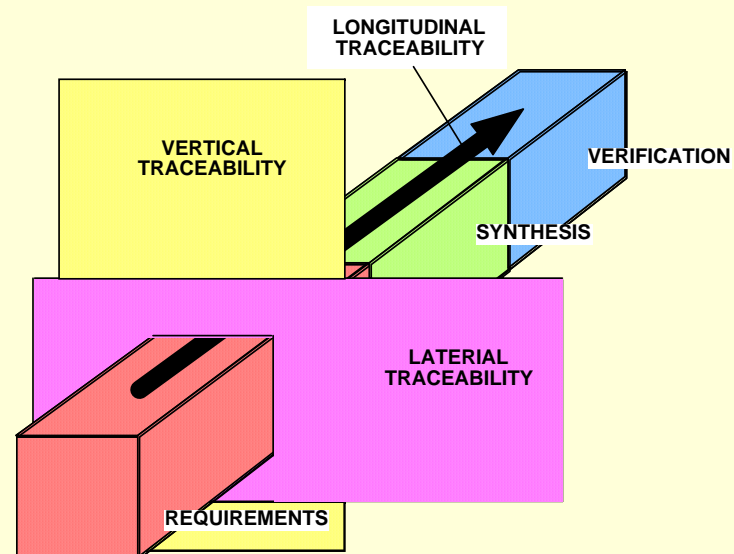 LONGITUDINAL
TRACEABILITY
VERTICAL
TRACEABILITY
VERIFICATION
SYNTHESIS
LATERIAL
TRACEABILITY
REQUIREMENTS